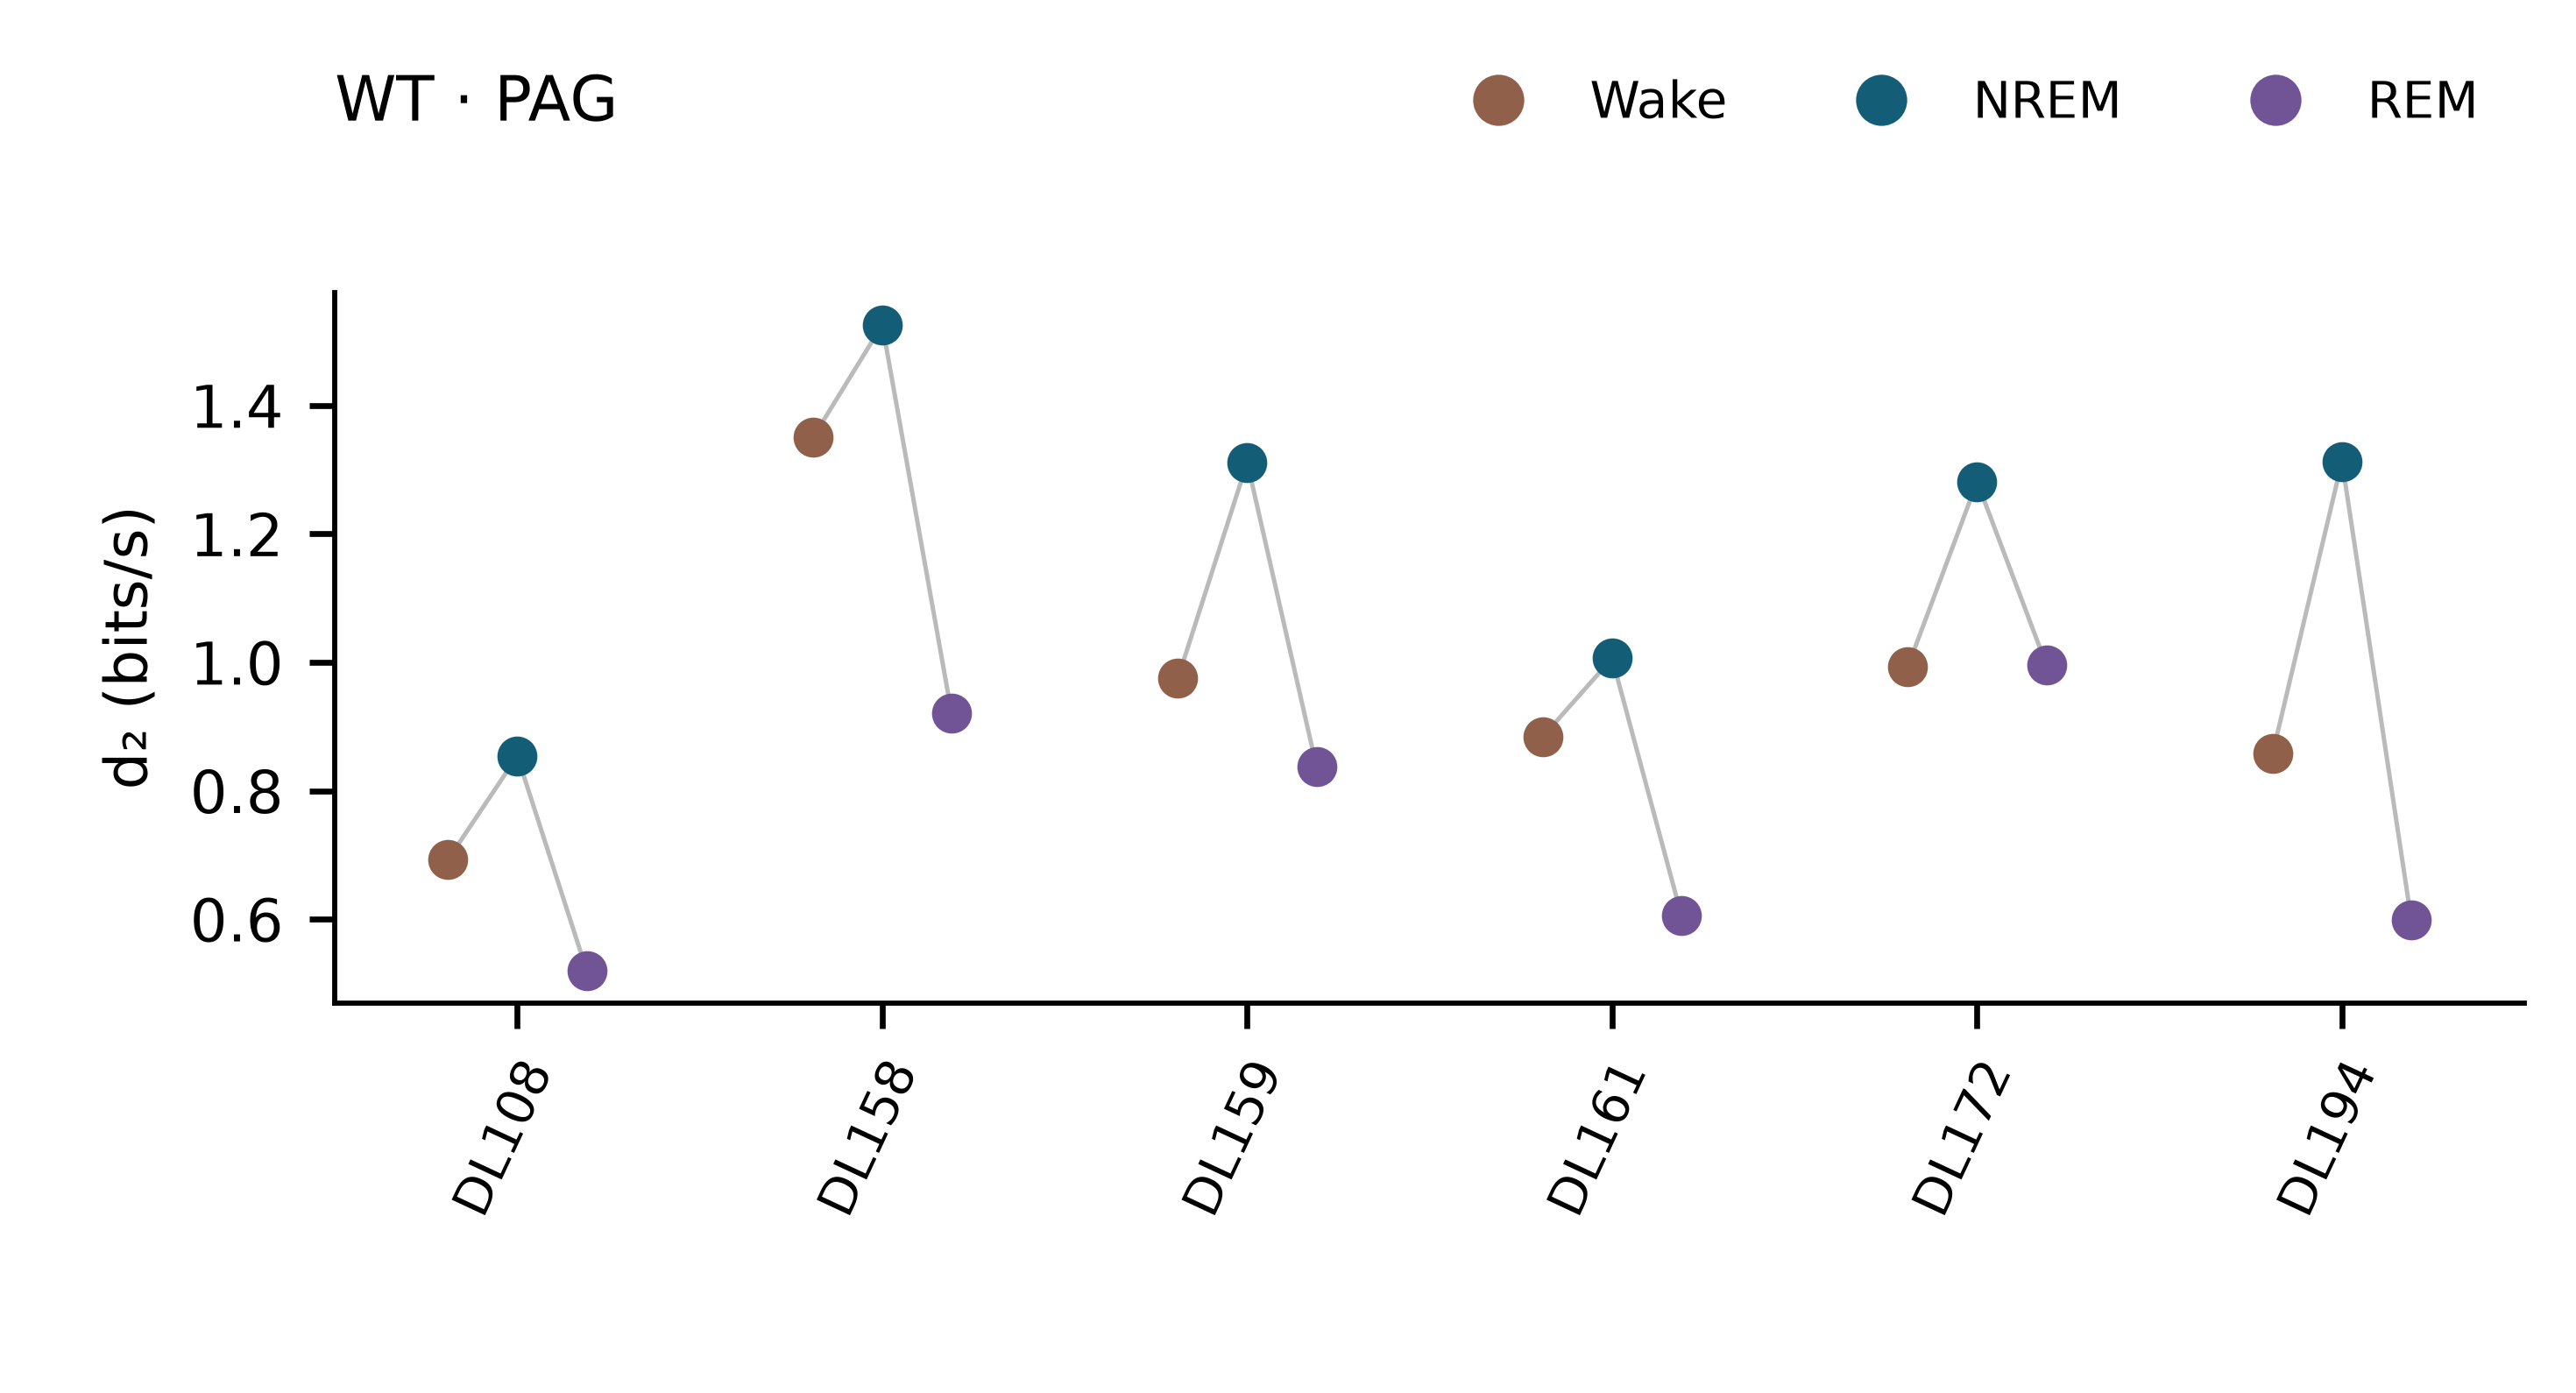 WT · PAG
Wake
NREM
REM
d₂ (bits/s)
1.4
1.2
1.0
0.8
0.6
DL108
DL158
DL159
DL161
DL172
DL194